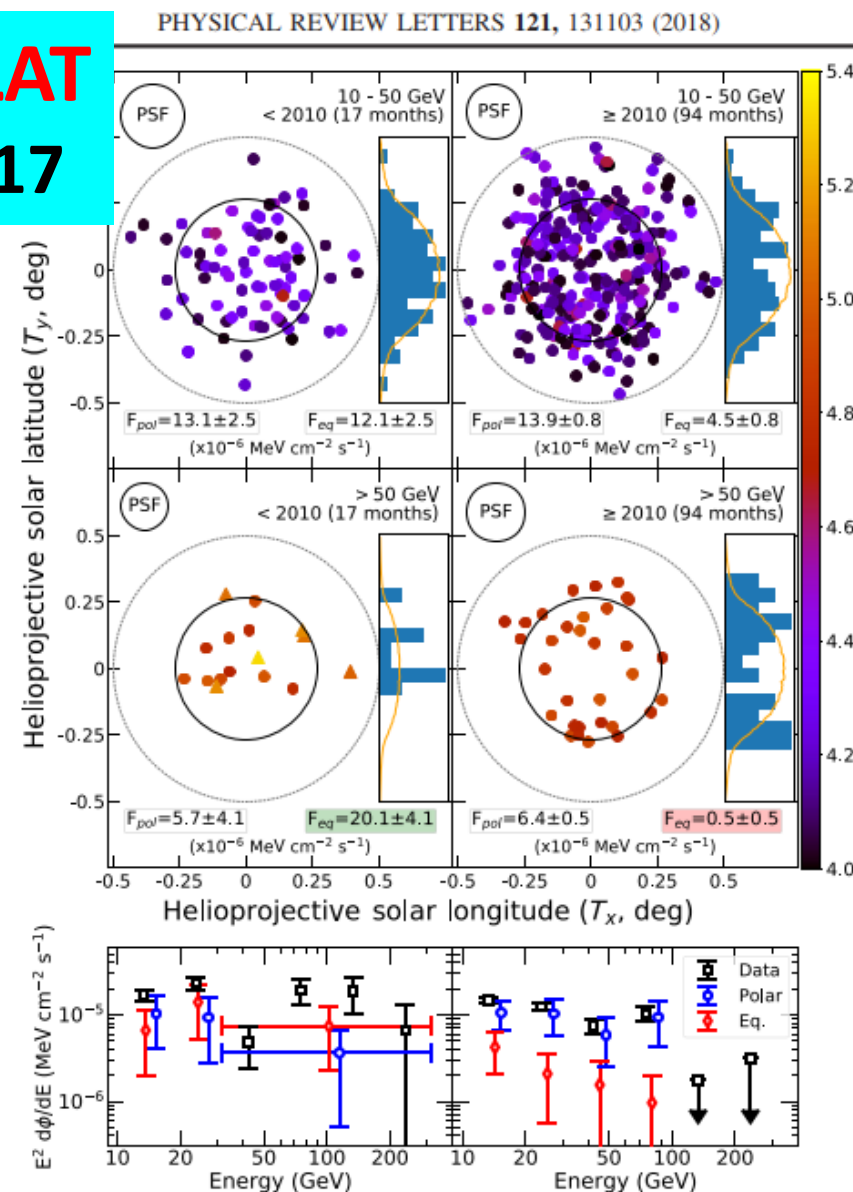 PHYSICAL REVIEW LETTERS 121, 131103 (2018)
LAT
17
PSF
10 - 50 GeV
< 2010 (17 months)
PSF
10 - 50 GeV
≥ 2010 (94 months)
0
-0.25
-0.5
F_pol=13.1±2.5
F_eq=12.1±2.5
(x10⁻⁶ MeV cm⁻² s⁻¹)
F_pol=13.9±0.8
F_eq=4.5±0.8
(x10⁻⁶ MeV cm⁻² s⁻¹)
PSF
> 50 GeV
< 2010 (17 months)
PSF
> 50 GeV
≥ 2010 (94 months)
0.5
0.25
0
-0.25
-0.5
F_pol=5.7±4.1
F_eq=20.1±4.1
(x10⁻⁶ MeV cm⁻² s⁻¹)
F_pol=6.4±0.5
F_eq=0.5±0.5
(x10⁻⁶ MeV cm⁻² s⁻¹)
Helioprojective solar latitude (T_y, deg)
-0.5 -0.25 0 0.25 0.5 -0.25 0 0.25 0.5
Helioprojective solar longitude (T_x, deg)
5.4
5.2
5.0
4.8
4.6
4.4
4.2
4.0
E² dϕ/dE (MeV cm⁻² s⁻¹)
10⁻⁵
10⁻⁶
10⁻⁵
10⁻⁶
Data
Polar
Eq.
10 20 50 100 200
10 20 50 100 200
Energy (GeV)
Energy (GeV)